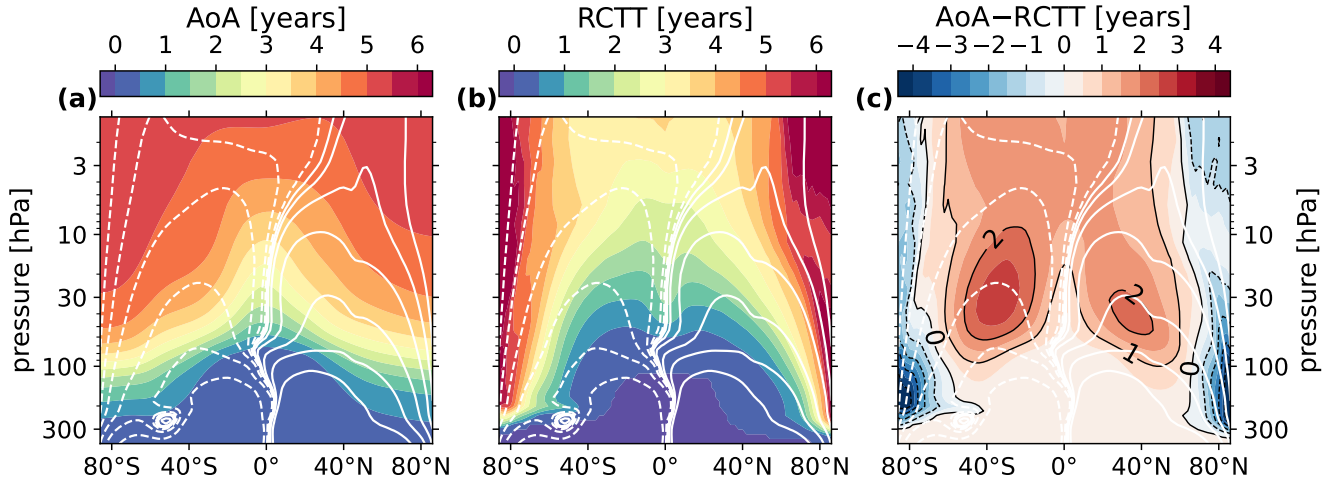 AoA [years]
0 1 2 3 4 5 6
RCTT [years]
0 1 2 3 4 5 6
AoA−RCTT [years]
−4 −3 −2 −1 0 1 2 3 4
(a)
(b)
(c)
pressure [hPa]
3
10
30
100
300
80°S 40°S 0° 40°N 80°N
80°S 40°S 0° 40°N 80°N
2
2
0
1
0
80°S 40°S 0° 40°N 80°N
3
10
30
100
300
pressure [hPa]